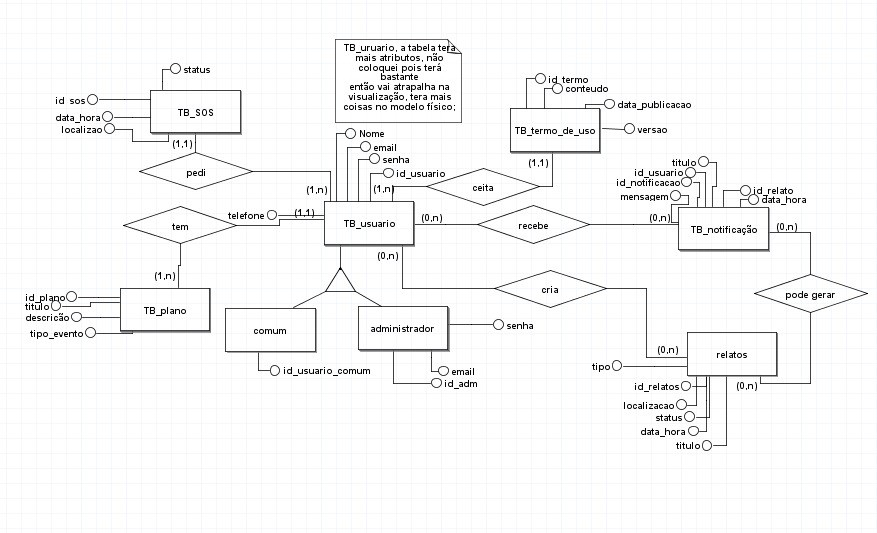 TB_uruario, a tabela terá
mais atributos, não
coloquei pois terá
bastante
então vai atrapalha na
visualização, tera mais
coisas no modelo físico;
status
id_sos
data_hora
localizao
TB_SOS
(1,1)
pedi
(1,n)
Nome
email
senha
id_usuario
(1,n)
ceita
id_termo
conteudo
data_publicacao
versao
TB_termo_de_uso
(1,1)
tem
telefone
(1,1)
TB_usuario
(0,n)
recebe
(0,n)
titulo
id_usuario
id_notificacao
mensagem
id_relato
data_hora
TB_notificação
(0,n)
(0,n)
(1,n)
id_plano
titulo
descricão
tipo_evento
TB_plano
cria
pode gerar
comum
administrador
senha
id_usuario_comum
email
id_adm
(0,n)
relatos
tipo
(0,n)
id_relatos
localizacao
status
data_hora
titulo